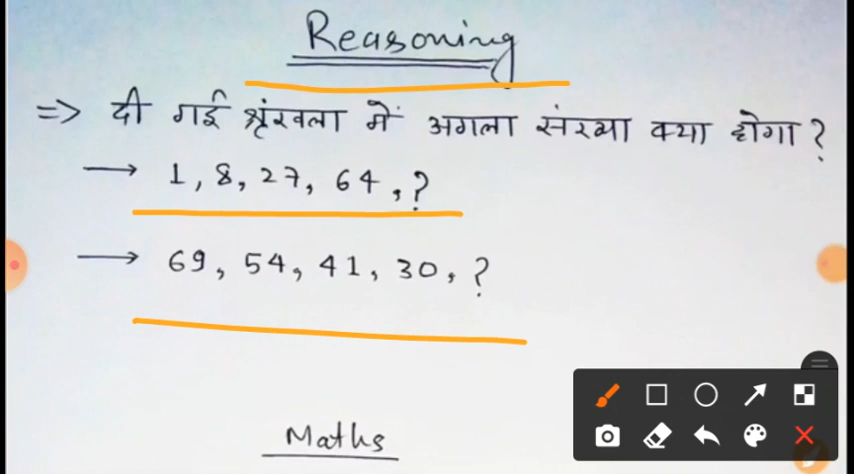 Reasoning
=> दी गई श्रृंखला में अगला संख्या क्या होगा ?
→ 1, 8, 27, 64, ?
→ 69, 54, 41, 30, ?
Maths